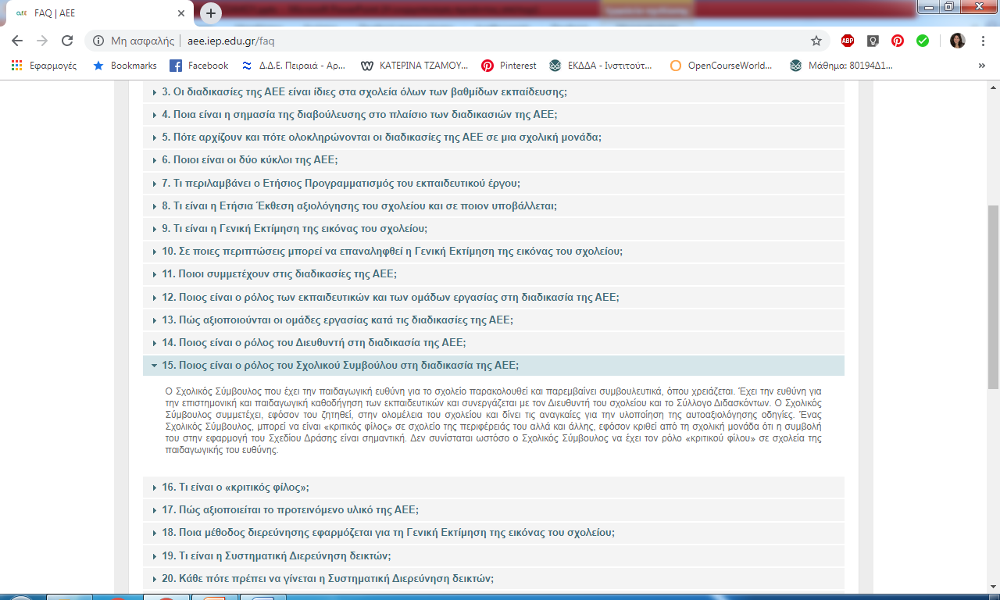 FAQ | AEE
Μη ασφαλής | aee.iep.edu.gr/faq
ABP
Εφαρμογές Bookmarks Facebook Δ.Δ.Ε. Πειραιά - Αρ... ΚΑΤΕΡΙΝΑ ΤΖΑΜΟΥ... Pinterest ΕΚΔΔΑ - Ινστιτούτ... OpenCourseWorld... Μάθημα: 80194Δ1... »
3. Οι διαδικασίες της ΑΕΕ είναι ίδιες στα σχολεία όλων των βαθμίδων εκπαίδευσης;
4. Ποια είναι η σημασία της διαβούλευσης στο πλαίσιο των διαδικασιών της ΑΕΕ;
5. Πότε αρχίζουν και πότε ολοκληρώνονται οι διαδικασίες της ΑΕΕ σε μια σχολική μονάδα;
6. Ποιοι είναι οι δύο κύκλοι της ΑΕΕ;
7. Τι περιλαμβάνει ο Ετήσιος Προγραμματισμός του εκπαιδευτικού έργου;
8. Τι είναι η Ετήσια Έκθεση αξιολόγησης του σχολείου και σε ποιον υποβάλλεται;
9. Τι είναι η Γενική Εκτίμηση της εικόνας του σχολείου;
10. Σε ποιες περιπτώσεις μπορεί να επαναληφθεί η Γενική Εκτίμηση της εικόνας του σχολείου;
11. Ποιοι συμμετέχουν στις διαδικασίες της ΑΕΕ;
12. Ποιος είναι ο ρόλος των εκπαιδευτικών και των ομάδων εργασίας στη διαδικασία της ΑΕΕ;
13. Πώς αξιοποιούνται οι ομάδες εργασίας κατά τις διαδικασίες της ΑΕΕ;
14. Ποιος είναι ο ρόλος του Διευθυντή στη διαδικασία της ΑΕΕ;
15. Ποιος είναι ο ρόλος του Σχολικού Συμβούλου στη διαδικασία της ΑΕΕ;
Ο Σχολικός Σύμβουλος που έχει την παιδαγωγική ευθύνη για το σχολείο παρακολουθεί και παρεμβαίνει συμβουλευτικά, όπου χρειάζεται. Έχει την ευθύνη για
την επιστημονική και παιδαγωγική καθοδήγηση των εκπαιδευτικών και συνεργάζεται με τον Διευθυντή του σχολείου και το Σύλλογο Διδασκόντων. Ο Σχολικός
Σύμβουλος συμμετέχει, εφόσον του ζητηθεί, στην ολομέλεια του σχολείου και δίνει τις αναγκαίες για την υλοποίηση της αυτοαξιολόγησης οδηγίες. Ένας
Σχολικός Σύμβουλος, μπορεί να είναι «κριτικός φίλος» σε σχολείο της περιφέρειάς του αλλά και άλλης, εφόσον κριθεί από τη σχολική μονάδα ότι η συμβολή
του στην εφαρμογή του Σχεδίου Δράσης είναι σημαντική. Δεν συνίσταται ωστόσο ο Σχολικός Σύμβουλος να έχει τον ρόλο «κριτικού φίλου» σε σχολεία της
παιδαγωγικής του ευθύνης.
16. Τι είναι ο «κριτικός φίλος»;
17. Πώς αξιοποιείται το προτεινόμενο υλικό της ΑΕΕ;
18. Ποια μέθοδος διερεύνησης εφαρμόζεται για τη Γενική Εκτίμηση της εικόνας του σχολείου;
19. Τι είναι η Συστηματική Διερεύνηση δεικτών;
20. Κάθε πότε πρέπει να γίνεται η Συστηματική Διερεύνηση δεικτών;